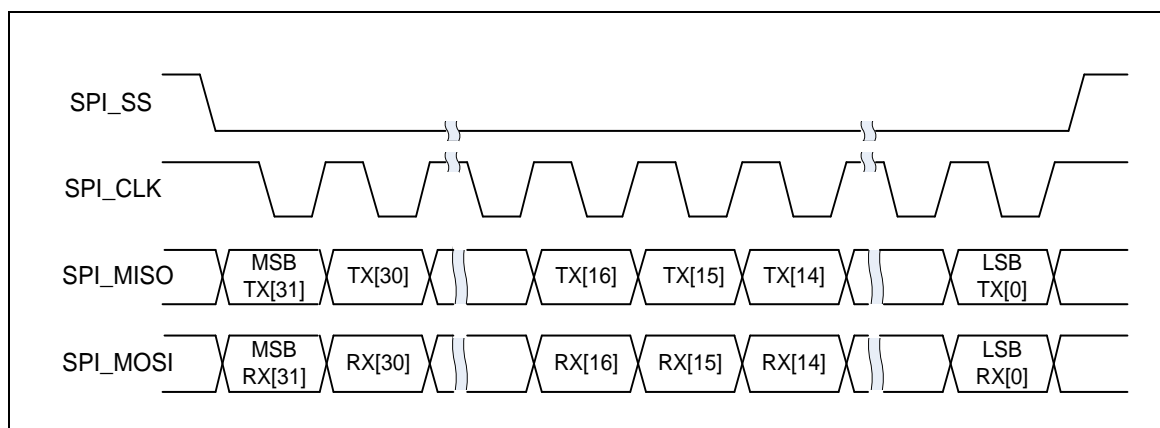 SPI_SS
SPI_CLK
SPI_MISO
MSB
TX[31]
TX[30]
TX[16]
TX[15]
TX[14]
LSB
TX[0]
SPI_MOSI
MSB
RX[31]
RX[30]
RX[16]
RX[15]
RX[14]
LSB
RX[0]